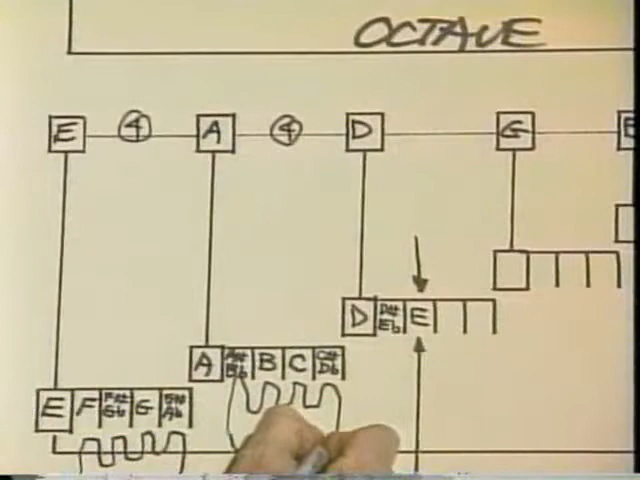 OCTAVE
E ④ A ④ D G
D D# Eb E
A A# Bb B C C# Db
E F F# Gb G G# Ab